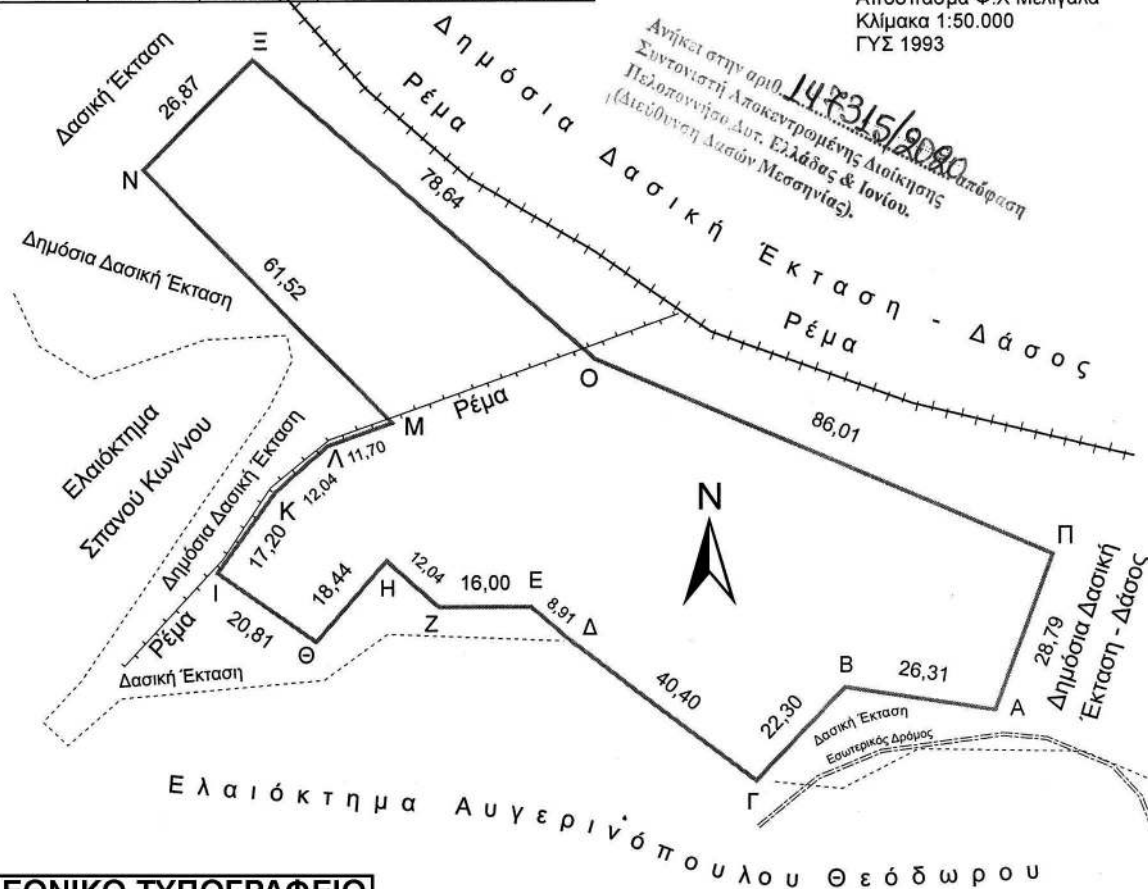 Απόσπασμα Φ.Χ Μελιγαλά
Κλίμακα 1:50.000
ΓΥΣ 1993
Ανήκει στην αριθ. 147315/2020 απόφαση
Συντονιστή Αποκεντρωμένης Διοίκησης
Πελοποννήσο Δυτ. Ελλάδας & Ιονίου.
(Διεύθυνση Δασών Μεσσηνίας).
Δημόσια Δασική Έκταση - Δάσος
Ρέμα
Ρέμα
Δασική Έκταση
26,87
Ξ
Ν
78,64
61,52
Δημόσια Δασική Έκταση
Ο
Ρέμα
Μ
86,01
Ελαιόκτημα
Σπανού Κων/νου
Δημόσια Δασική Έκταση
Λ
11,70
12,04
Κ
17,20
Ι
Ρέμα
20,81
Θ
18,44
Η
12,04
Ζ
16,00
Ε
8,91
Δ
40,40
N
Π
28,79
Δημόσια Δασική
Έκταση - Δάσος
Α
26,31
Β
22,30
Γ
Δασική Έκταση
Εσωτερικός Δρόμος
Δασική Έκταση
Ελαιόκτημα Αυγερινόπουλου Θεόδωρου
ΕΘΝΙΚΟ ΤΥΠΟΓΡΑΦΕΙΟ